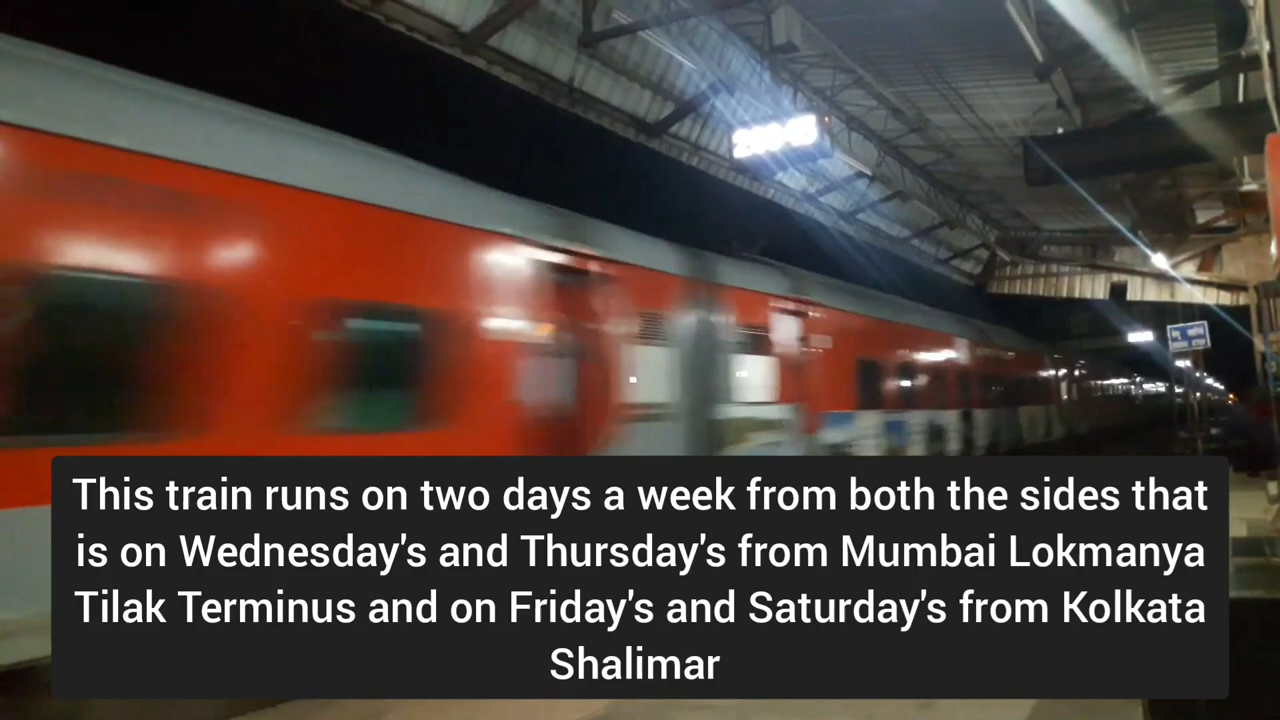 This train runs on two days a week from both the sides that
is on Wednesday's and Thursday's from Mumbai Lokmanya
Tilak Terminus and on Friday's and Saturday's from Kolkata
Shalimar